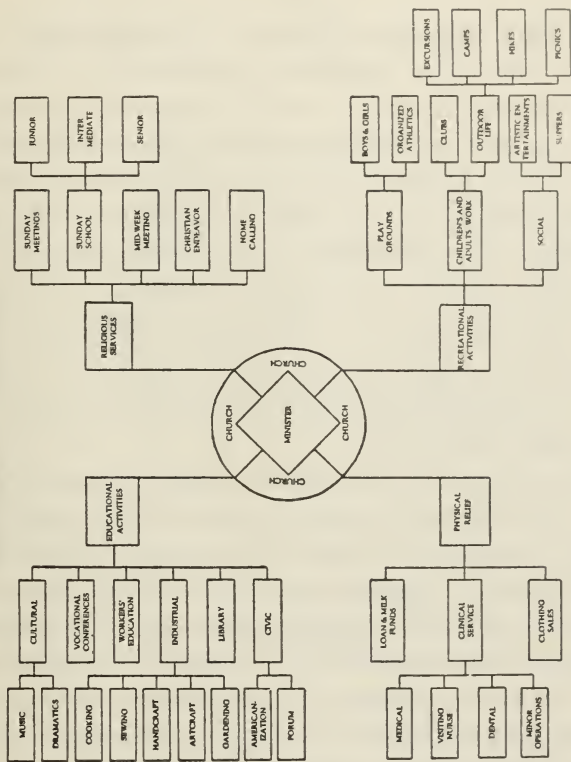 MINOR
OPERATIONS
DENTAL
VISITING
NURSE
MEDICAL
FORUM
AMERICAN-
IZATION
GARDENING
ARTCRAFT
HANDCRAFT
SEWING
COOKING
DRAMATICS
MUSIC
CLOTHING
SALES
CLINICAL
SERVICE
LOAN & MILK
FUNDS
CIVIC
LIBRARY
INDUSTRIAL
WORKERS'
EDUCATION
VOCATIONAL
CONFERENCES
CULTURAL
PHYSICAL
RELIEF
EDUCATIONAL
ACTIVITIES
CHURCH
CHURCH
MINISTER
CHURCH
CHURCH
RECREATIONAL
ACTIVITIES
RELIGIOUS
SERVICES
SOCIAL
CHILDREN'S AND
ADULTS WORK
PLAY
GROUNDS
HOME
CALLING
CHRISTIAN
ENDEAVOR
MID-WEEK
MEETING
SUNDAY
SCHOOL
SUNDAY
MEETINGS
SUPPERS
ARTISTIC EN-
TERTAINMENTS
OUTDOOR
LIFE
CLUBS
ORGANIZED
ATHLETICS
BOYS & GIRLS
SENIOR
INTER
MEDIATE
JUNIOR
PICNICS
HIKES
CAMPS
EXCURSIONS